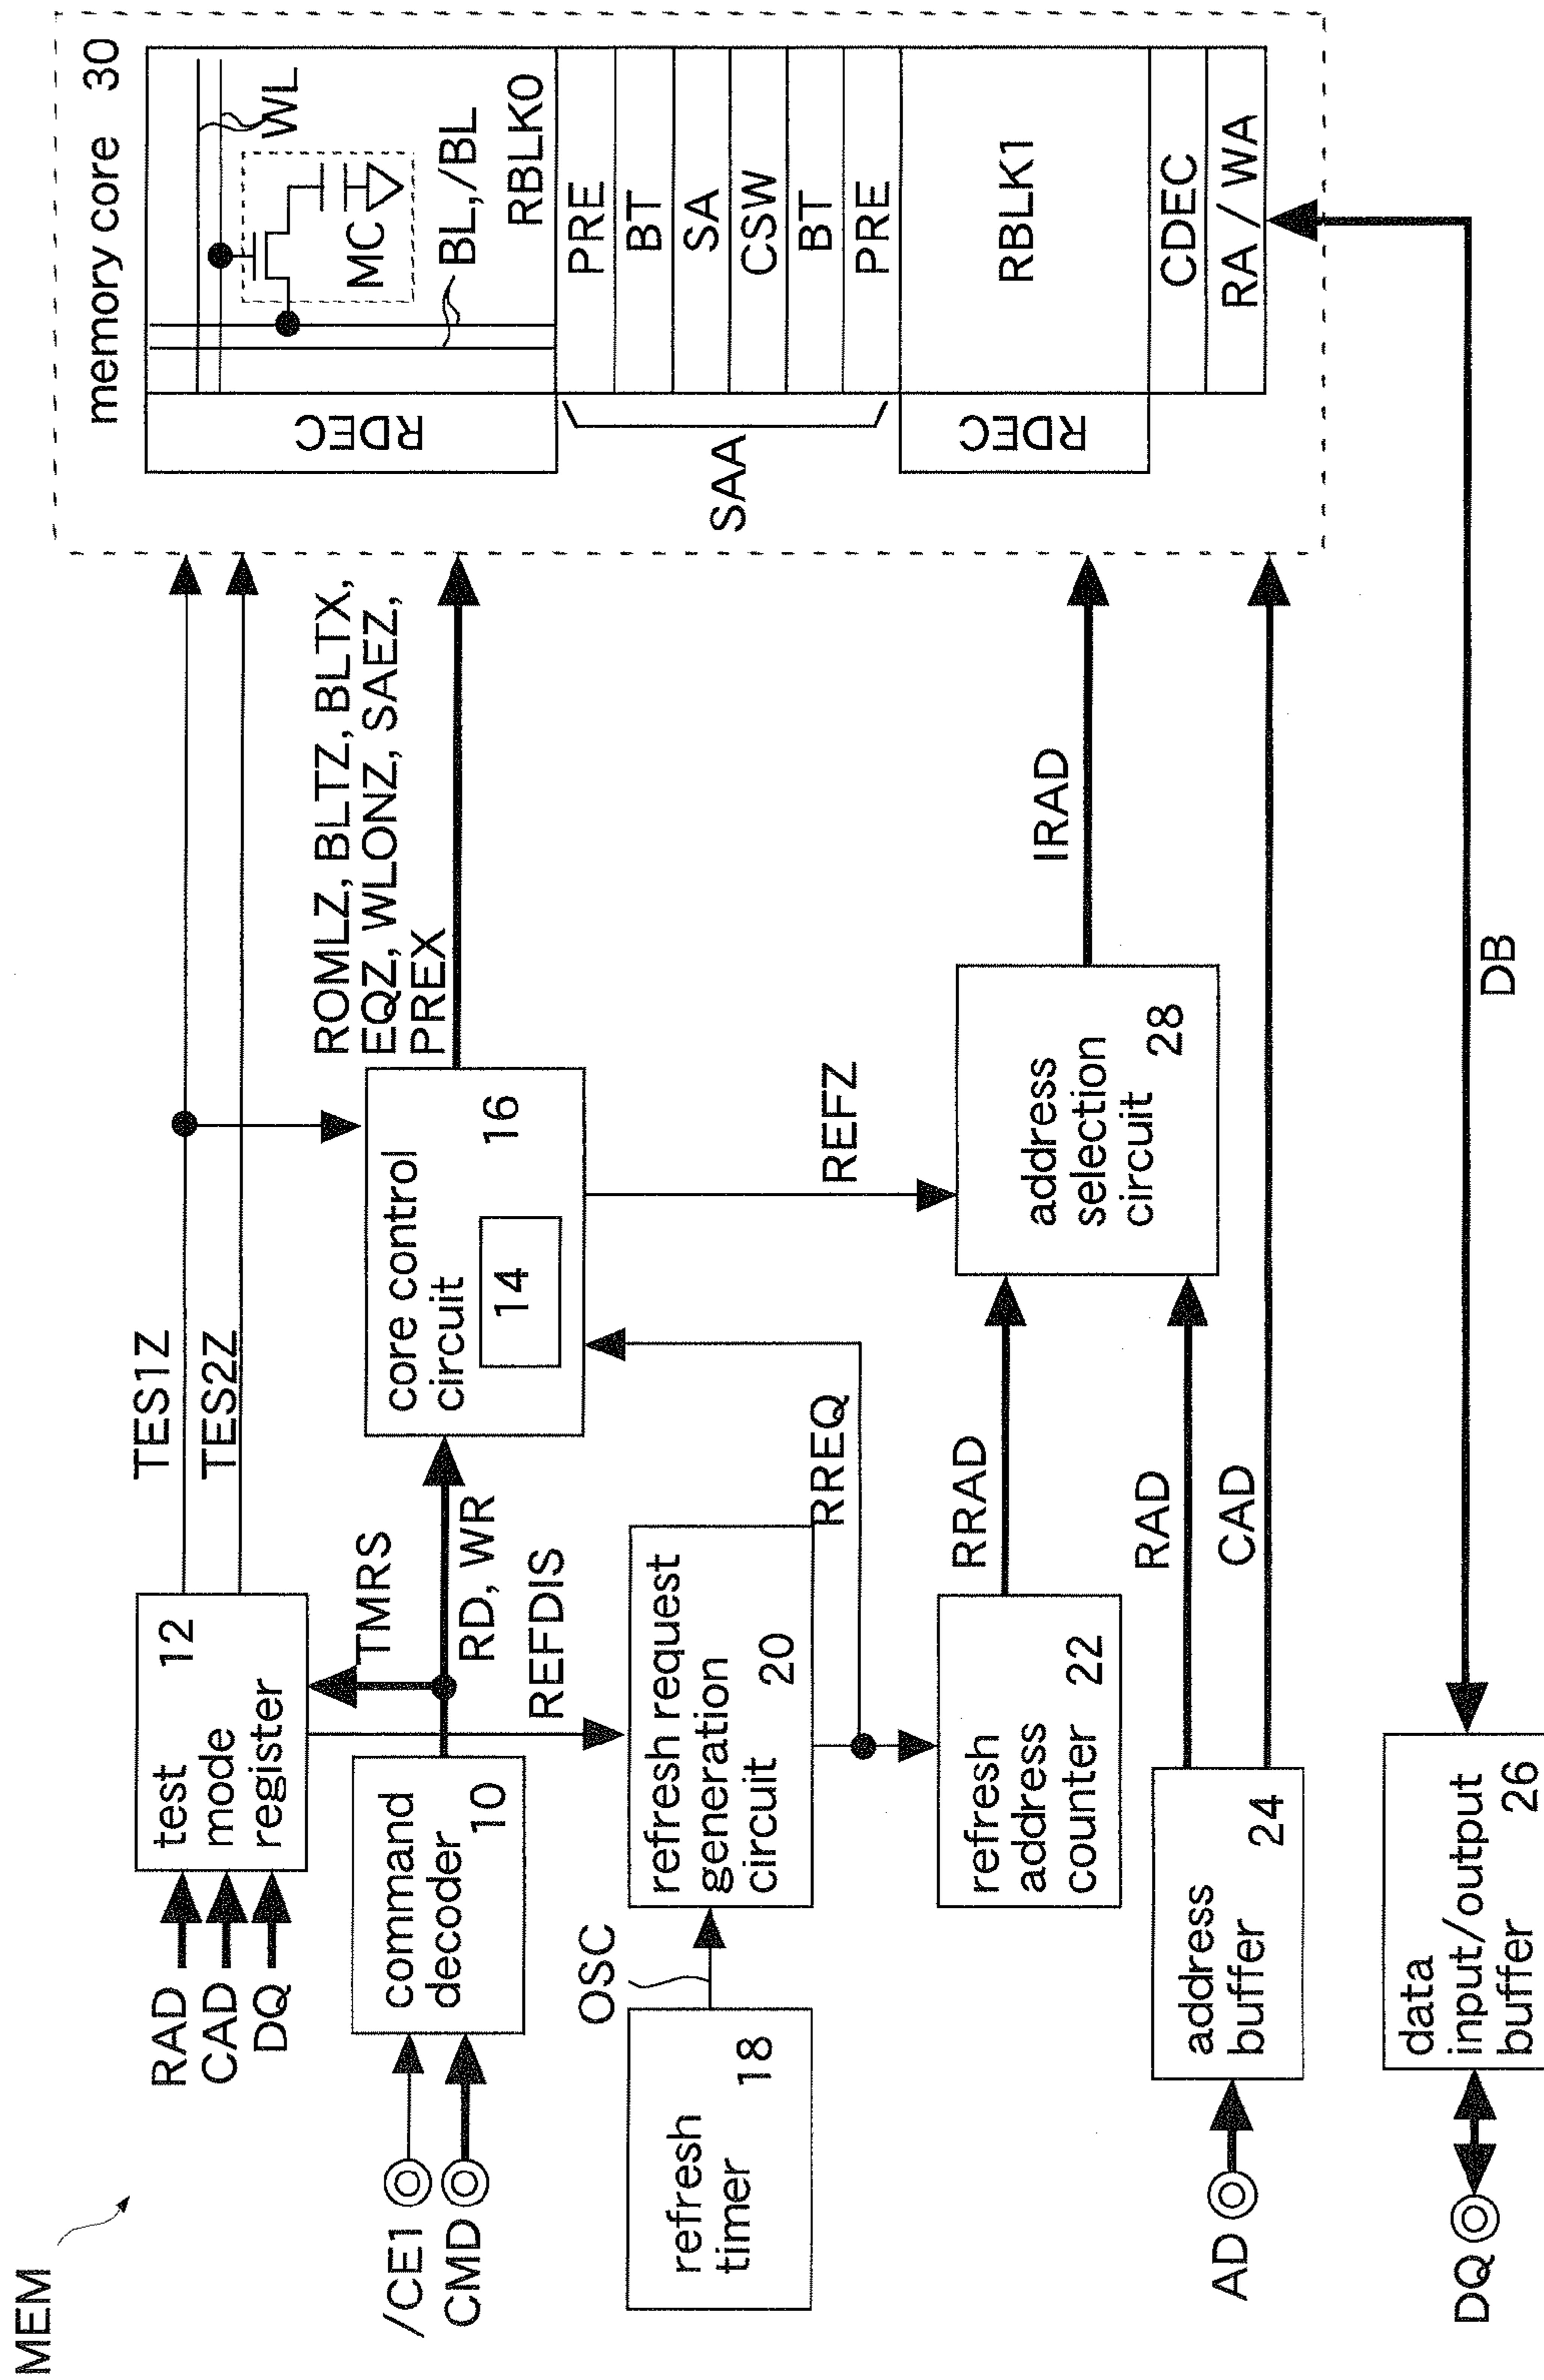 MEM
RAD
CAD
DQ
test
mode
register
12
TES1Z
TES2Z
/CE1
CMD
command
decoder
10
TMRS
RD, WR
REFDIS
core control
circuit
16
14
ROMLZ, BLTZ, BLTX,
EQZ, WLONZ, SAEZ,
PREX
refresh
timer
18
OSC
refresh request
generation
circuit
20
RREQ
REFZ
refresh
address
counter
22
RRAD
RAD
CAD
address
selection
circuit
28
IRAD
AD
address
buffer
24
DQ
data
input/output
buffer
26
DB
memory core 30
WL
MC
BL,/BL
RBLK0
RDEC
PRE
BT
SA
CSW
BT
PRE
SAA
RBLK1
RDEC
CDEC
RA / WA